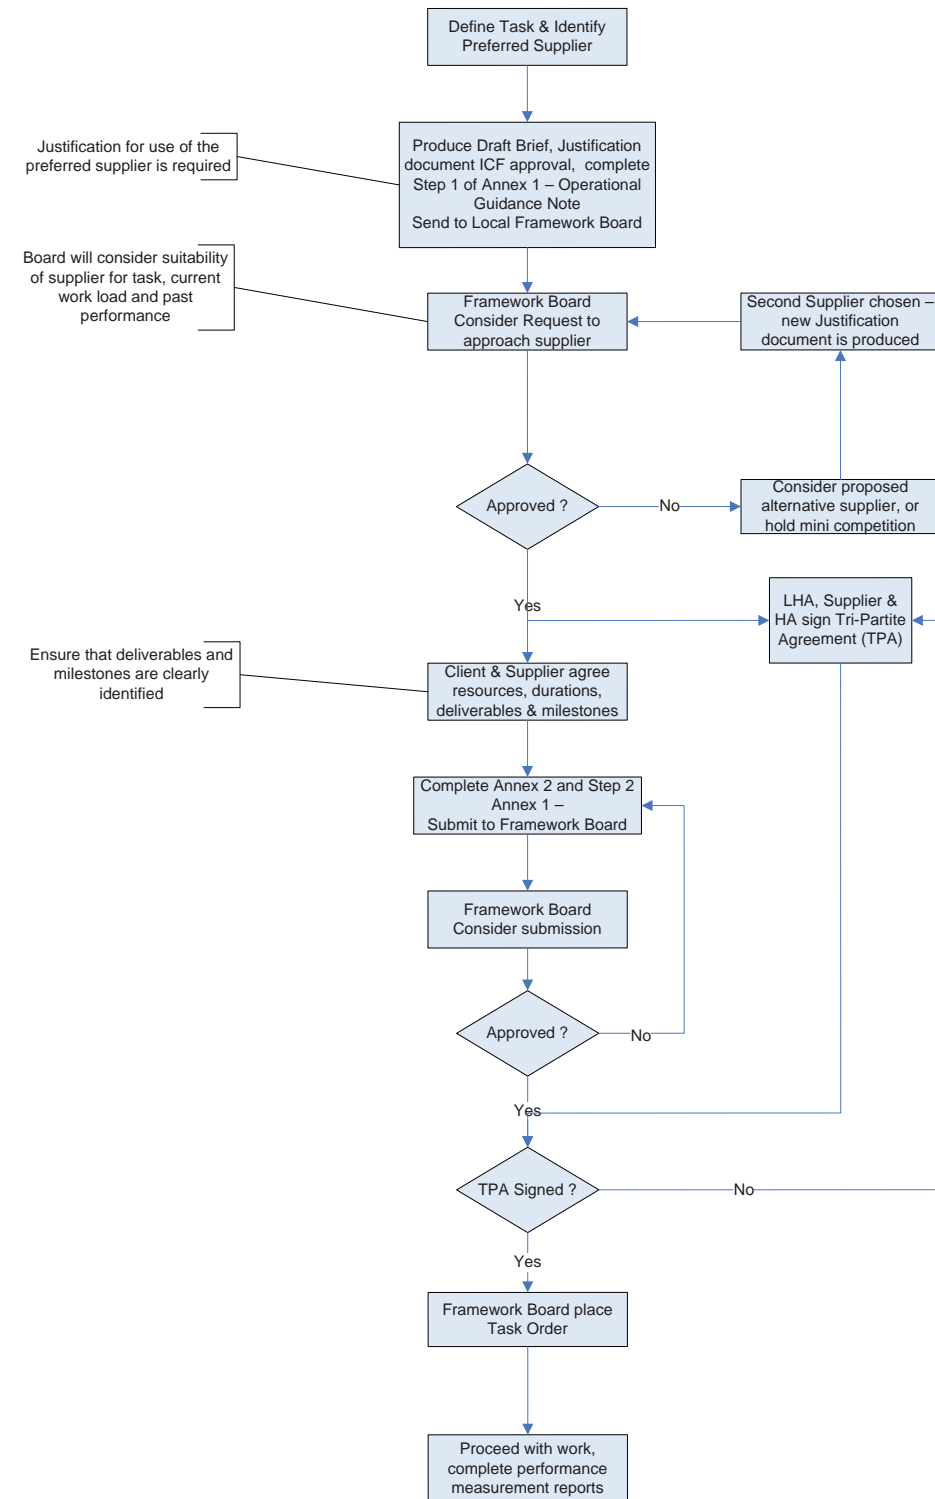 Define Task & Identify
Preferred Supplier
Justification for use of the
preferred supplier is required
Produce Draft Brief, Justification
document ICF approval,  complete
Step 1 of Annex 1 – Operational
Guidance Note
Send to Local Framework Board
Board will consider suitability
of supplier for task, current
work load and past
performance
Framework Board
Consider Request to
approach supplier
Second Supplier chosen –
new Justification
document is produced
Approved ?
No
Consider proposed
alternative supplier, or
hold mini competition
Yes
LHA, Supplier &
HA sign Tri-Partite
Agreement (TPA)
Ensure that deliverables and
milestones are clearly
identified
Client & Supplier agree
resources, durations,
deliverables & milestones
Complete Annex 2 and Step 2
Annex 1 –
Submit to Framework Board
Framework Board
Consider submission
Approved ?
No
Yes
TPA Signed ?
No
Yes
Framework Board place
Task Order
Proceed with work,
complete performance
measurement reports